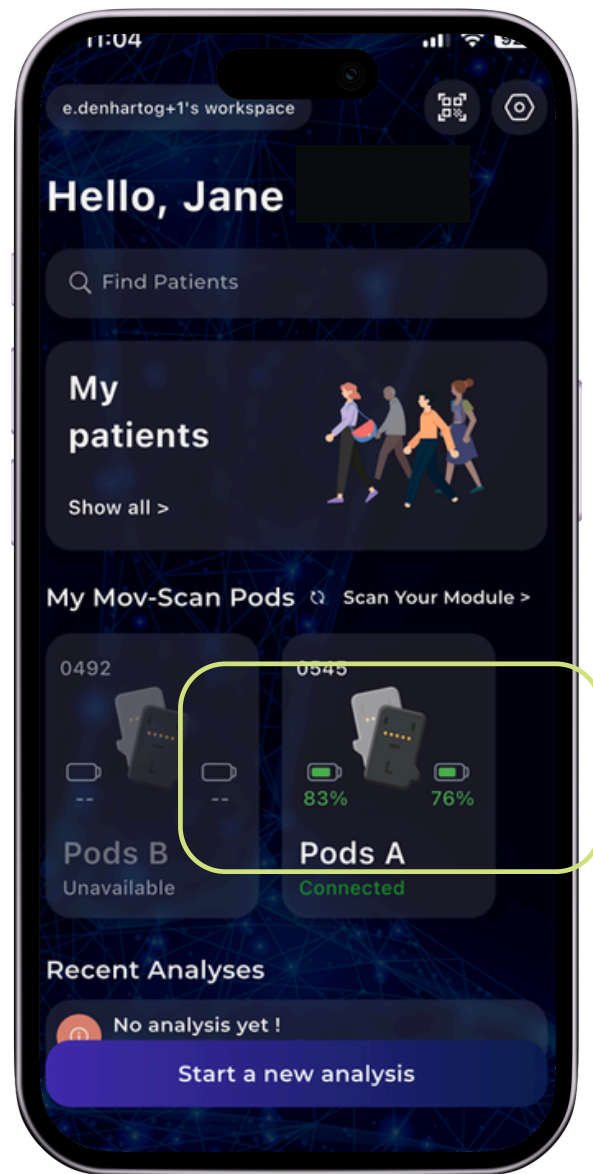 11:04
e.denhartog+1's workspace
Hello, Jane
Find Patients
My
patients
Show all >
My Mov-Scan Pods Scan Your Module >
0492 0545
-- -- 83% 76%
Pods B Pods A
Unavailable Connected
Recent Analyses
No analysis yet !
Start a new analysis